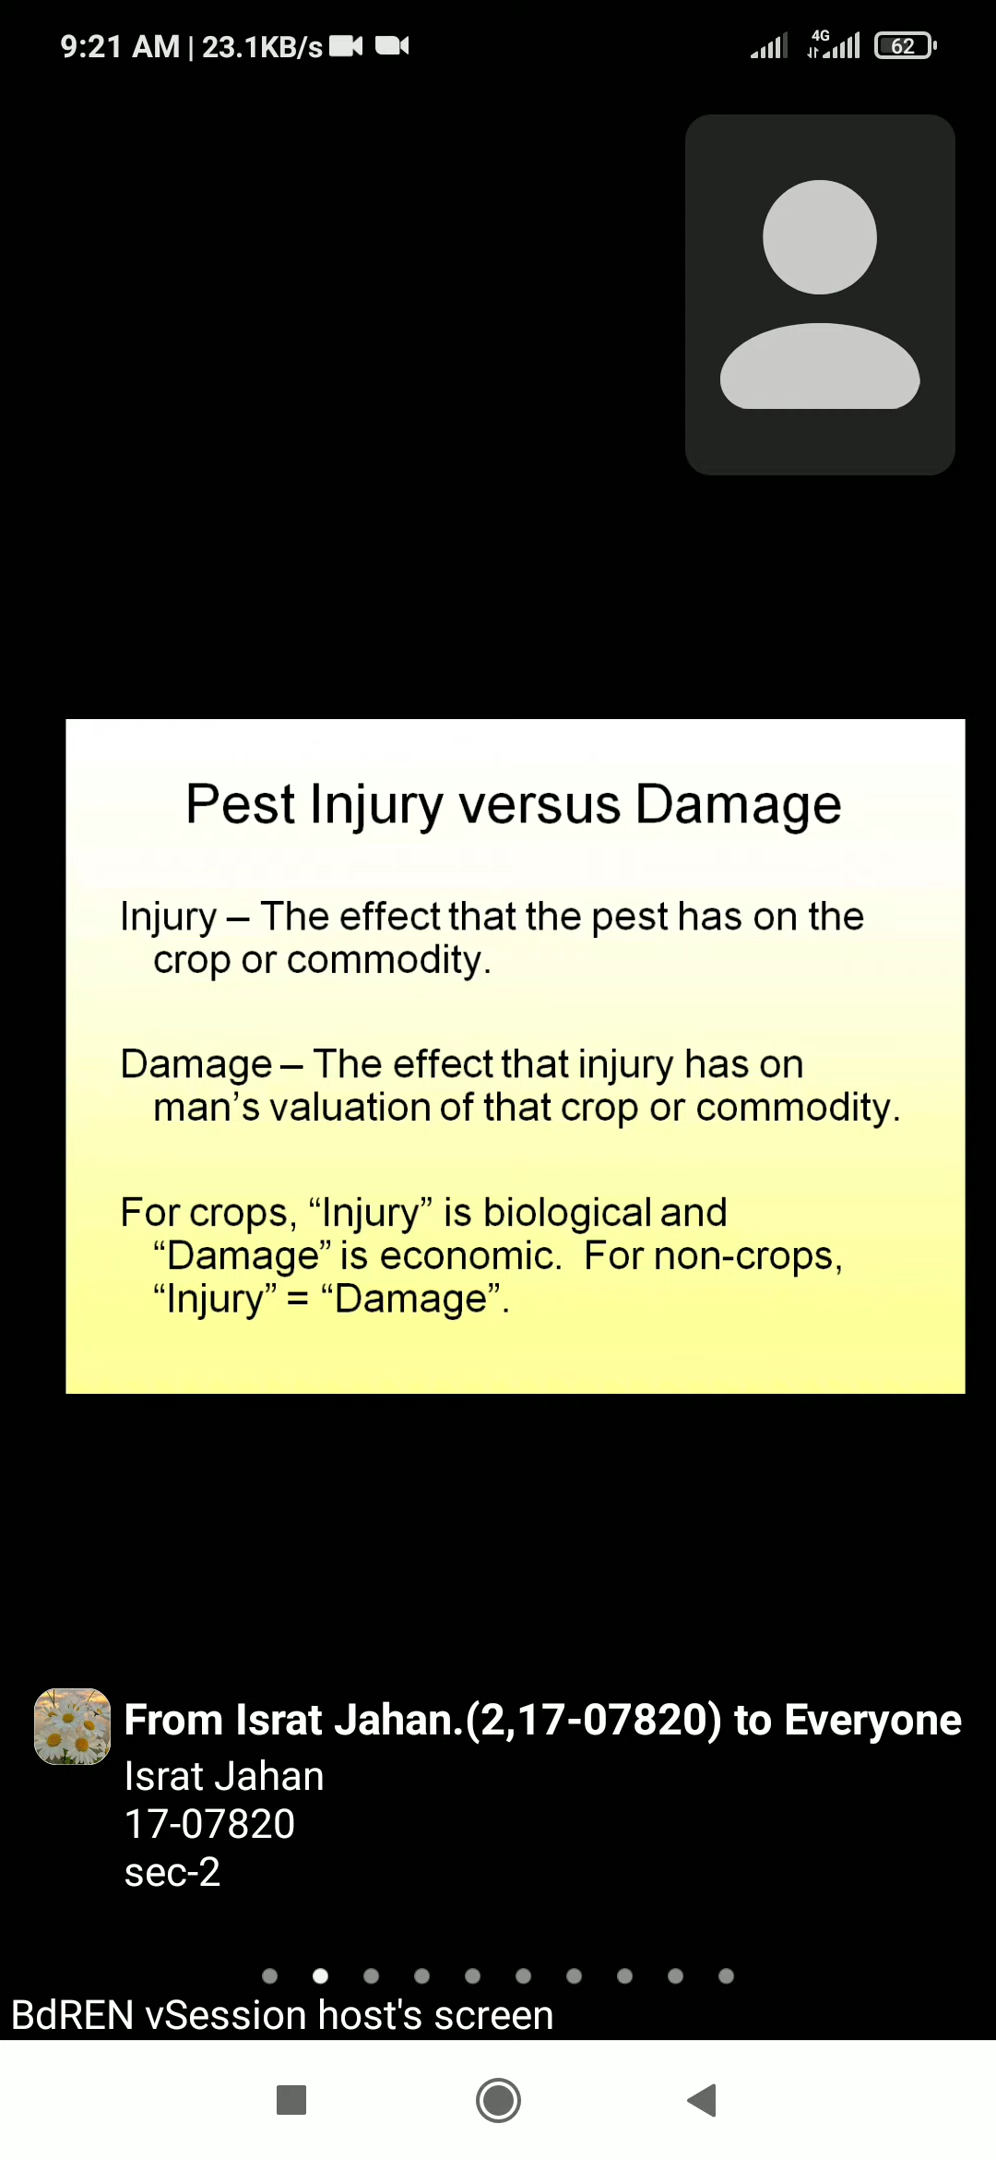 9:21 AM | 23.1KB/s
4G
62
Pest Injury versus Damage
Injury – The effect that the pest has on the
crop or commodity.
Damage – The effect that injury has on
man’s valuation of that crop or commodity.
For crops, “Injury” is biological and
“Damage” is economic. For non-crops,
“Injury” = “Damage”.
From Israt Jahan.(2,17-07820) to Everyone
Israt Jahan
17-07820
sec-2
BdREN vSession host's screen